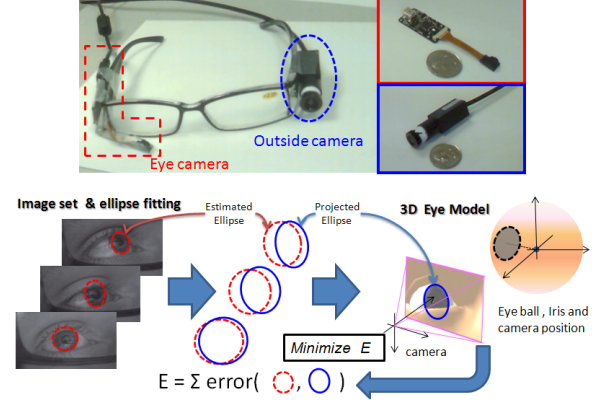 Outside camera
Eye camera
Image set & ellipse fitting
Estimated
Ellipse
Projected
Ellipse
3D Eye Model
Eye ball , Iris and
camera position
Minimize E
camera
E = Σ error( , )